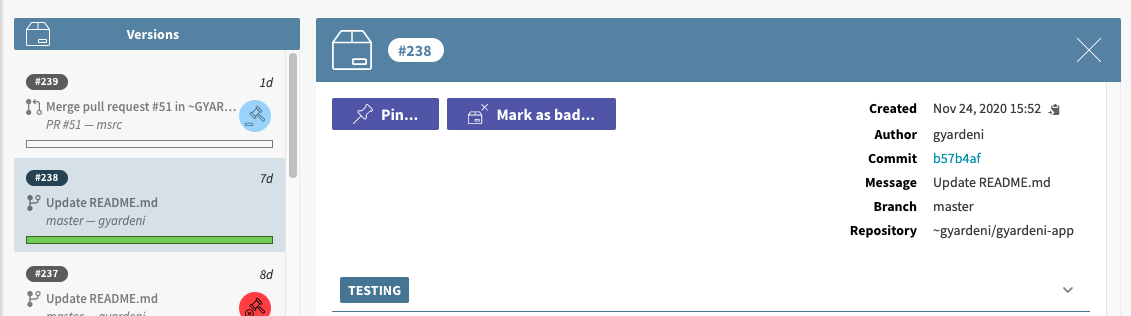 Versions
#239
1d
Merge pull request #51 in ~GYAR...
PR #51 — msrc
#238
7d
Update README.md
master — gyardeni
#237
8d
Update README.md
master — gyardeni
#238
Pin...
Mark as bad...
Created Nov 24, 2020 15:52
Author gyardeni
Commit b57b4af
Message Update README.md
Branch master
Repository ~gyardeni/gyardeni-app
TESTING